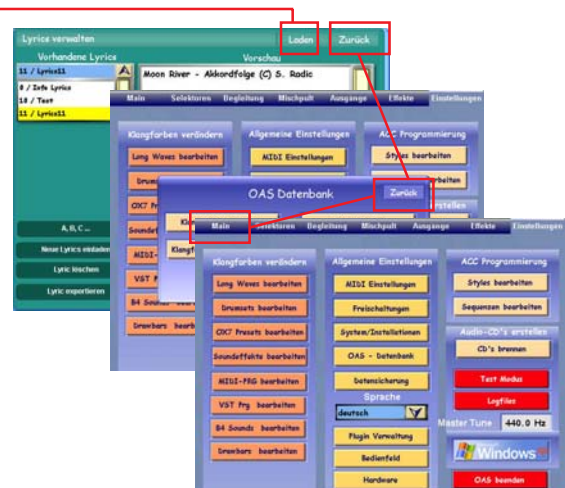 Lyrics verwalten Laden Zurück
Vorhandene Lyrics Vorschau
11 / Lyrics11
Moon River - Akkordfolge (C) S. Radic
8 / Info Lyrics
10 / Test
11 / Lyrics11
A, B, C ...
Neue Lyrics einladen
Lyric löschen
Lyric exportieren
Main Selektoren Begleitung Mischpult Ausgänge Effekte Einstellungen
Klangfarben verändern Allgemeine Einstellungen ACC Programmierung
Long Waves bearbeiten MIDI Einstellungen Styles bearbeiten
OAS Datenbank Zurück
Main Selektoren Begleitung Mischpult Ausgänge Effekte Einstellungen
Klangfarben verändern Allgemeine Einstellungen ACC Programmierung
Long Waves bearbeiten MIDI Einstellungen Styles bearbeiten
Drumsets bearbeiten Freischaltungen Sequenzen bearbeiten
OX7 Presets bearbeiten System/Installationen Audio-CD's erstellen
Soundeffekte bearbeiten OAS - Datenbank CD's brennen
MIDI-PRG bearbeiten Datensicherung Test Modus
VST Prg bearbeiten Sprache Logfiles
deutsch
B4 Sounds bearbeiten Plugin Verwaltung Master Tune 440.0 Hz
Drawbars bearbeiten Bedienfeld Windows
Hardware OAS beenden